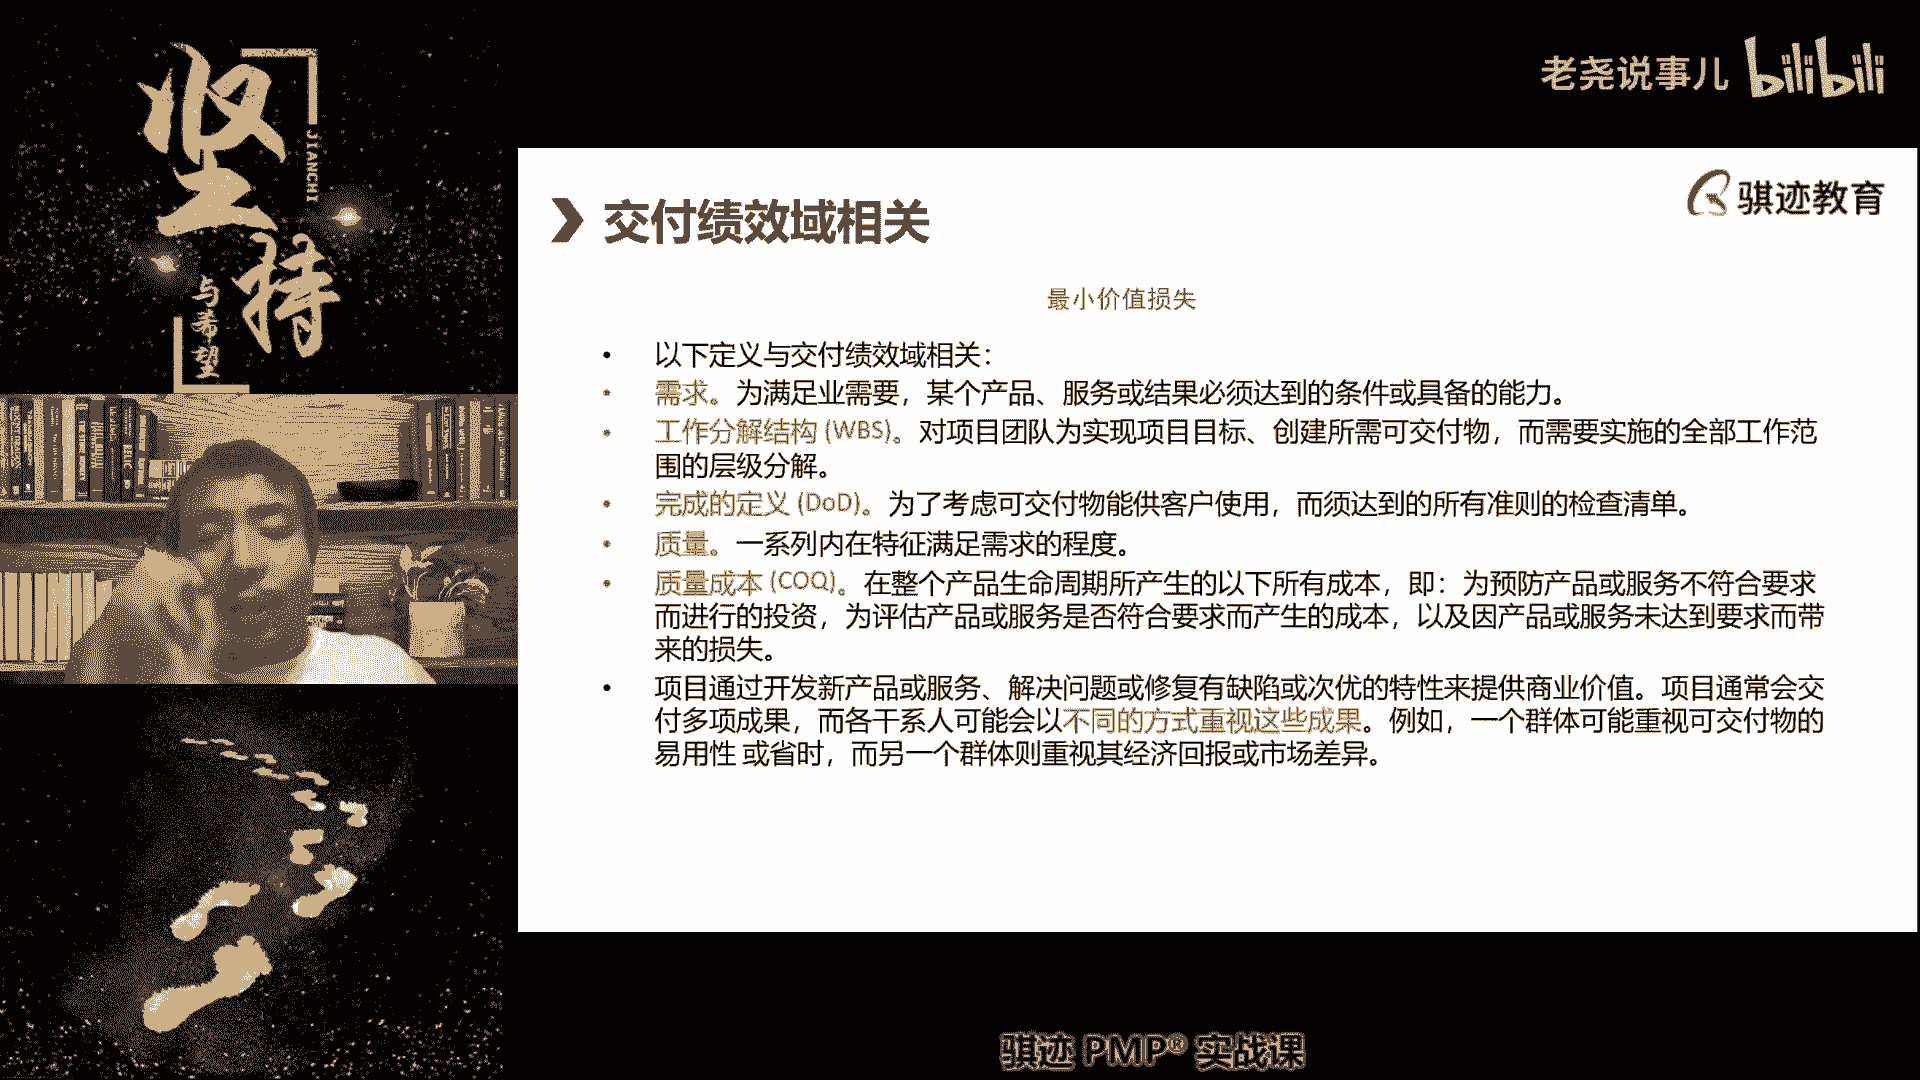 坚持
JIANCHI
与希望
老尧说事儿 bilibili
骐迹教育
交付绩效域相关
最小价值损失
• 以下定义与交付绩效域相关：
• 需求。为满足业需要，某个产品、服务或结果必须达到的条件或具备的能力。
• 工作分解结构 (WBS)。对项目团队为实现项目目标、创建所需可交付物，而需要实施的全部工作范
围的层级分解。
• 完成的定义 (DoD)。为了考虑可交付物能供客户使用，而须达到的所有准则的检查清单。
• 质量。一系列内在特征满足需求的程度。
• 质量成本 (COQ)。在整个产品生命周期所产生的以下所有成本，即：为预防产品或服务不符合要求
而进行的投资，为评估产品或服务是否符合要求而产生的成本，以及因产品或服务未达到要求而带
来的损失。
• 项目通过开发新产品或服务、解决问题或修复有缺陷或次优的特性来提供商业价值。项目通常会交
付多项成果，而各干系人可能会以不同的方式重视这些成果。例如，一个群体可能重视可交付物的
易用性 或省时，而另一个群体则重视其经济回报或市场差异。
骐迹 PMP® 实战课